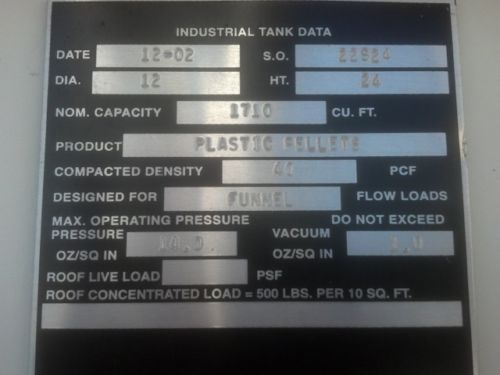 INDUSTRIAL TANK DATA
DATE 12-02 S.O. 22924
DIA. 12 HT. 24
NOM. CAPACITY 1710 CU. FT.
PRODUCT PLASTIC PELLETS
COMPACTED DENSITY PCF
DESIGNED FOR FUNNEL FLOW LOADS
MAX. OPERATING PRESSURE DO NOT EXCEED
PRESSURE VACUUM
OZ/SQ IN OZ/SQ IN
ROOF LIVE LOAD PSF
ROOF CONCENTRATED LOAD = 500 LBS. PER 10 SQ. FT.